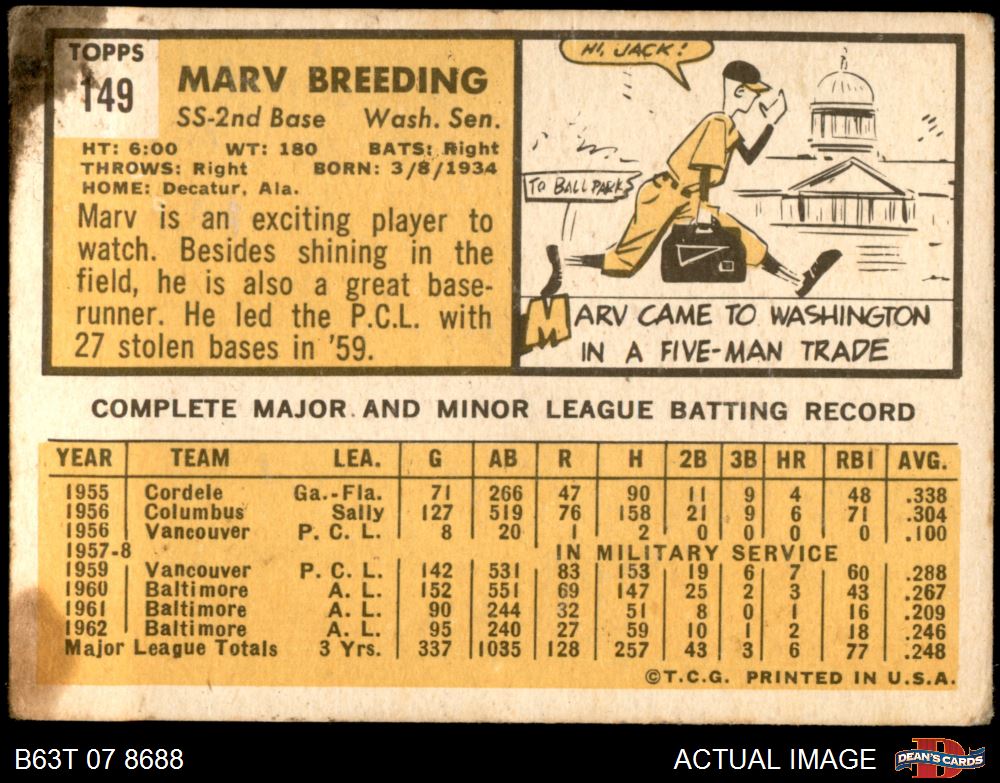 TOPPS
149
MARV BREEDING
SS-2nd Base Wash. Sen.
HT: 6:00 WT: 180 BATS: Right
THROWS: Right BORN: 3/8/1934
HOME: Decatur, Ala.
Marv is an exciting player to
watch. Besides shining in the
field, he is also a great base-
runner. He led the P.C.L. with
27 stolen bases in '59.
HI, JACK!
TO BALL PARKS
MARV CAME TO WASHINGTON
IN A FIVE-MAN TRADE
COMPLETE MAJOR AND MINOR LEAGUE BATTING RECORD
YEAR TEAM LEA. G AB R H 2B 3B HR RBI AVG.
1955 Cordele Ga.-Fla. 71 266 47 90 11 9 4 48 .338
1956 Columbus Sally 127 519 76 158 21 9 6 71 .304
1956 Vancouver P. C. L. 8 20 1 2 0 0 0 0 .100
1957-8 IN MILITARY SERVICE
1959 Vancouver P. C. L. 142 531 83 153 19 6 7 60 .288
1960 Baltimore A. L. 152 551 69 147 25 2 3 43 .267
1961 Baltimore A. L. 90 244 32 51 8 0 1 16 .209
1962 Baltimore A. L. 95 240 27 59 10 1 2 18 .246
Major League Totals 3 Yrs. 337 1035 128 257 43 3 6 77 .248
©T.C.G. PRINTED IN U.S.A.
B63T 07 8688
ACTUAL IMAGE
DEAN'S CARDS